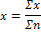 x = Σx / Σn